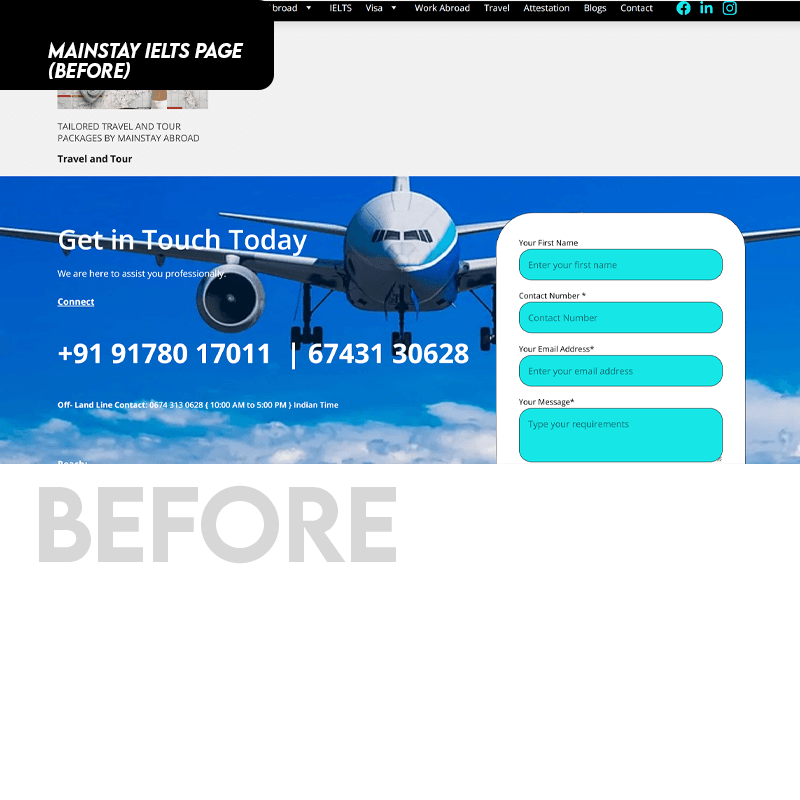 broad IELTS Visa Work Abroad Travel Attestation Blogs Contact
MAINSTAY IELTS PAGE
(BEFORE)
TAILORED TRAVEL AND TOUR
PACKAGES BY MAINSTAY ABROAD
Travel and Tour
Get in Touch Today
We are here to assist you professionally.
Connect
+91 91780 17011 | 67431 30628
Off- Land Line Contact: 0674 313 0628 { 10:00 AM to 5:00 PM } Indian Time
Your First Name
Enter your first name
Contact Number *
Contact Number
Your Email Address*
Enter your email address
Your Message*
Type your requirements
BEFORE